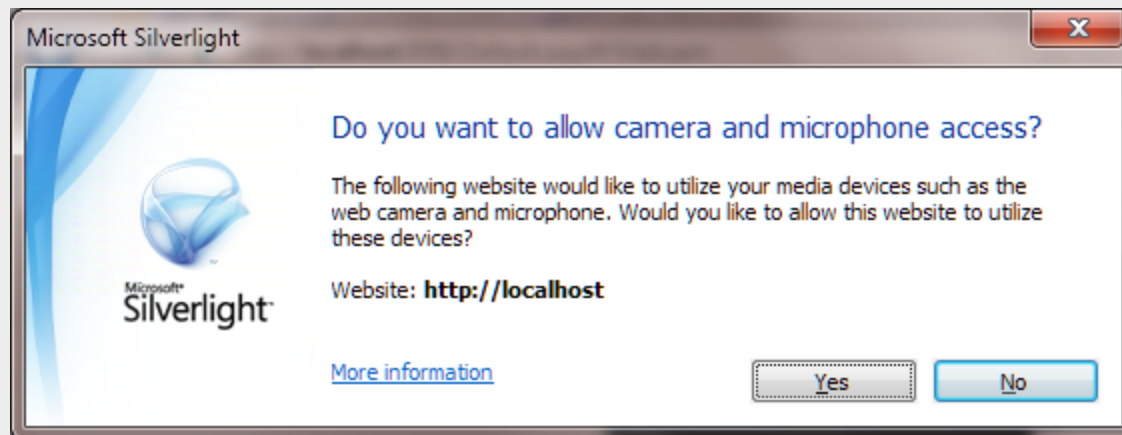 Microsoft Silverlight
Do you want to allow camera and microphone access?
The following website would like to utilize your media devices such as the
web camera and microphone. Would you like to allow this website to utilize
these devices?
Microsoft®
Silverlight™
Website: http://localhost
More information
Yes
No